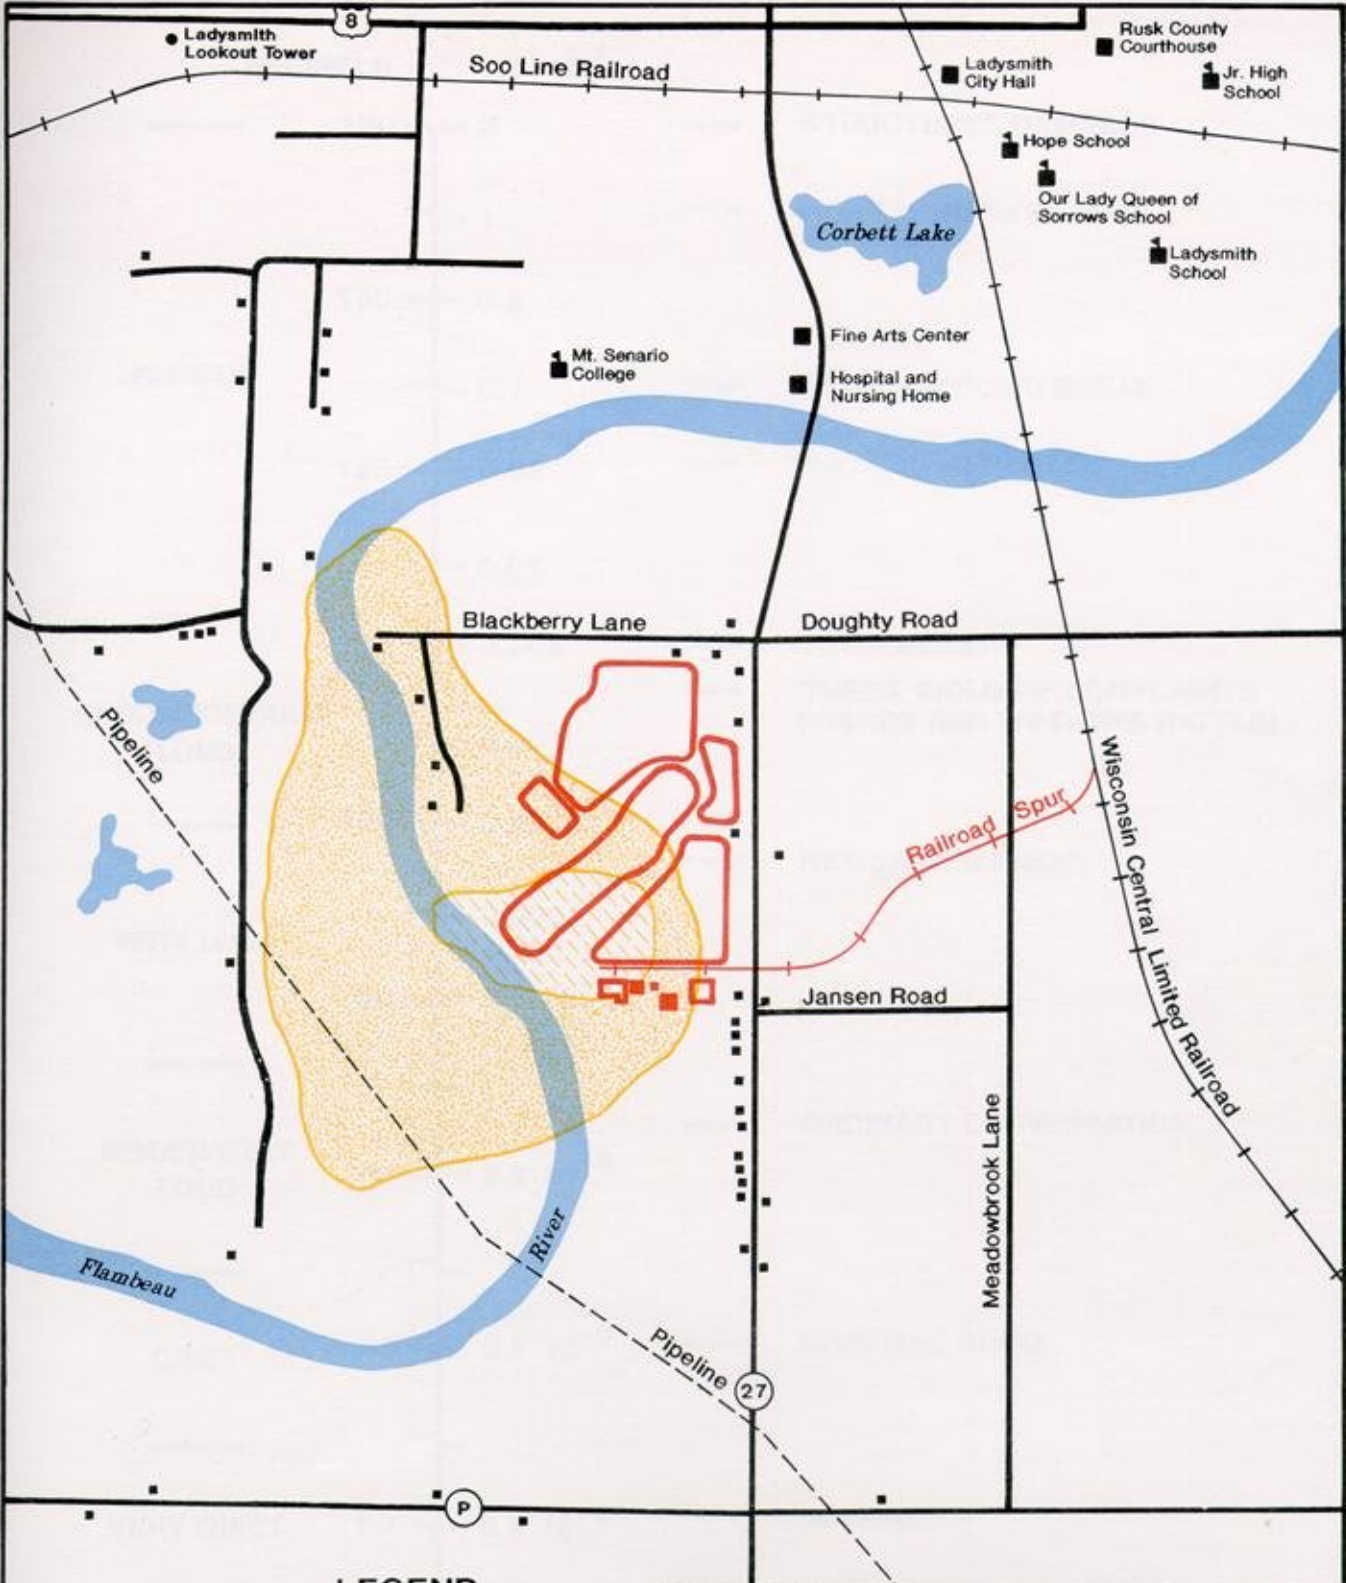 8
Ladysmith
Lookout Tower
Soo Line Railroad
Rusk County
Courthouse
Ladysmith
City Hall
Jr. High
School
Hope School
Our Lady Queen of
Sorrows School
Corbett Lake
Ladysmith
School
Fine Arts Center
Mt. Senario
College
Hospital and
Nursing Home
Blackberry Lane
Doughty Road
Pipeline
Wisconsin Central Limited Railroad
Railroad Spur
Jansen Road
Meadowbrook Lane
Flambeau
River
Pipeline
27
P
LEGEND